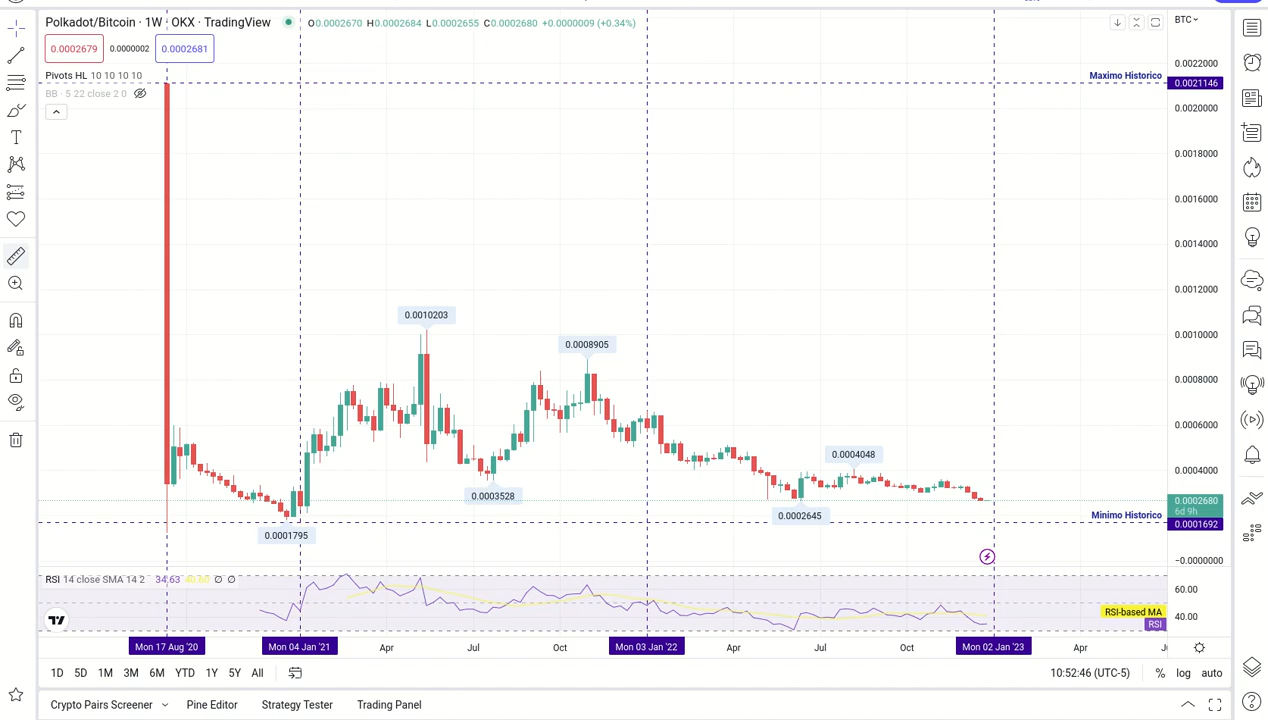 Polkadot/Bitcoin · 1W · OKX · TradingView
O0.0002670 H0.0002684 L0.0002655 C0.0002680 +0.0000009 (+0.34%)
BTC
0.0002679 0.0000002 0.0002681
Pivots HL 10 10 10 10
BB · 5 22 close 2 0
Maximo Historico
0.0022000
0.0021146
0.0020000
0.0018000
0.0016000
0.0014000
0.0012000
0.0010000
0.0008000
0.0006000
0.0004000
0.0002680
6d 9h
0.0001692
−0.0000000
0.0010203
0.0008905
0.0004048
0.0003528
0.0002645
0.0001795
Minimo Historico
RSI 14 close SMA 14 2 34.63 40.60 ∅ ∅
60.00
40.00
RSI-based MA
RSI
Mon 17 Aug '20 Mon 04 Jan '21 Apr Jul Oct Mon 03 Jan '22 Apr Jul Oct Mon 02 Jan '23 Apr
1D 5D 1M 3M 6M YTD 1Y 5Y All
10:52:46 (UTC-5) % log auto
Crypto Pairs Screener Pine Editor Strategy Tester Trading Panel